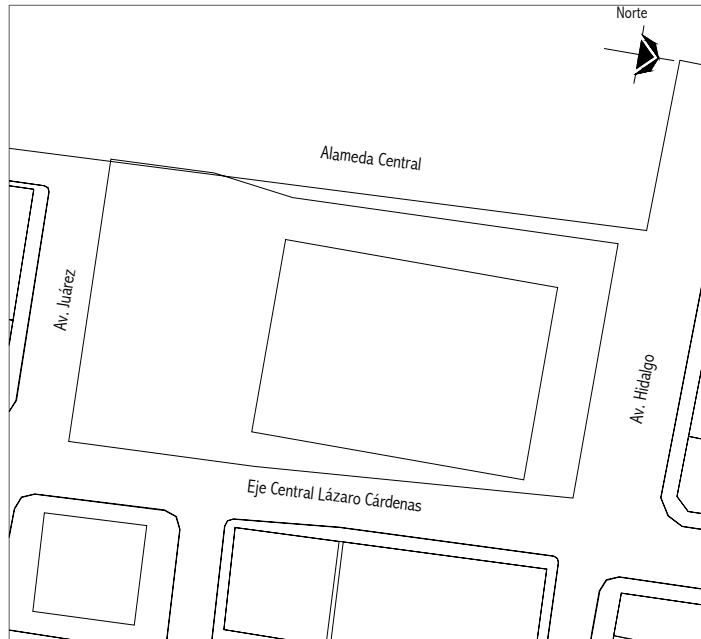 Norte
Alameda Central
Av. Juárez
Av. Hidalgo
Eje Central Lázaro Cárdenas